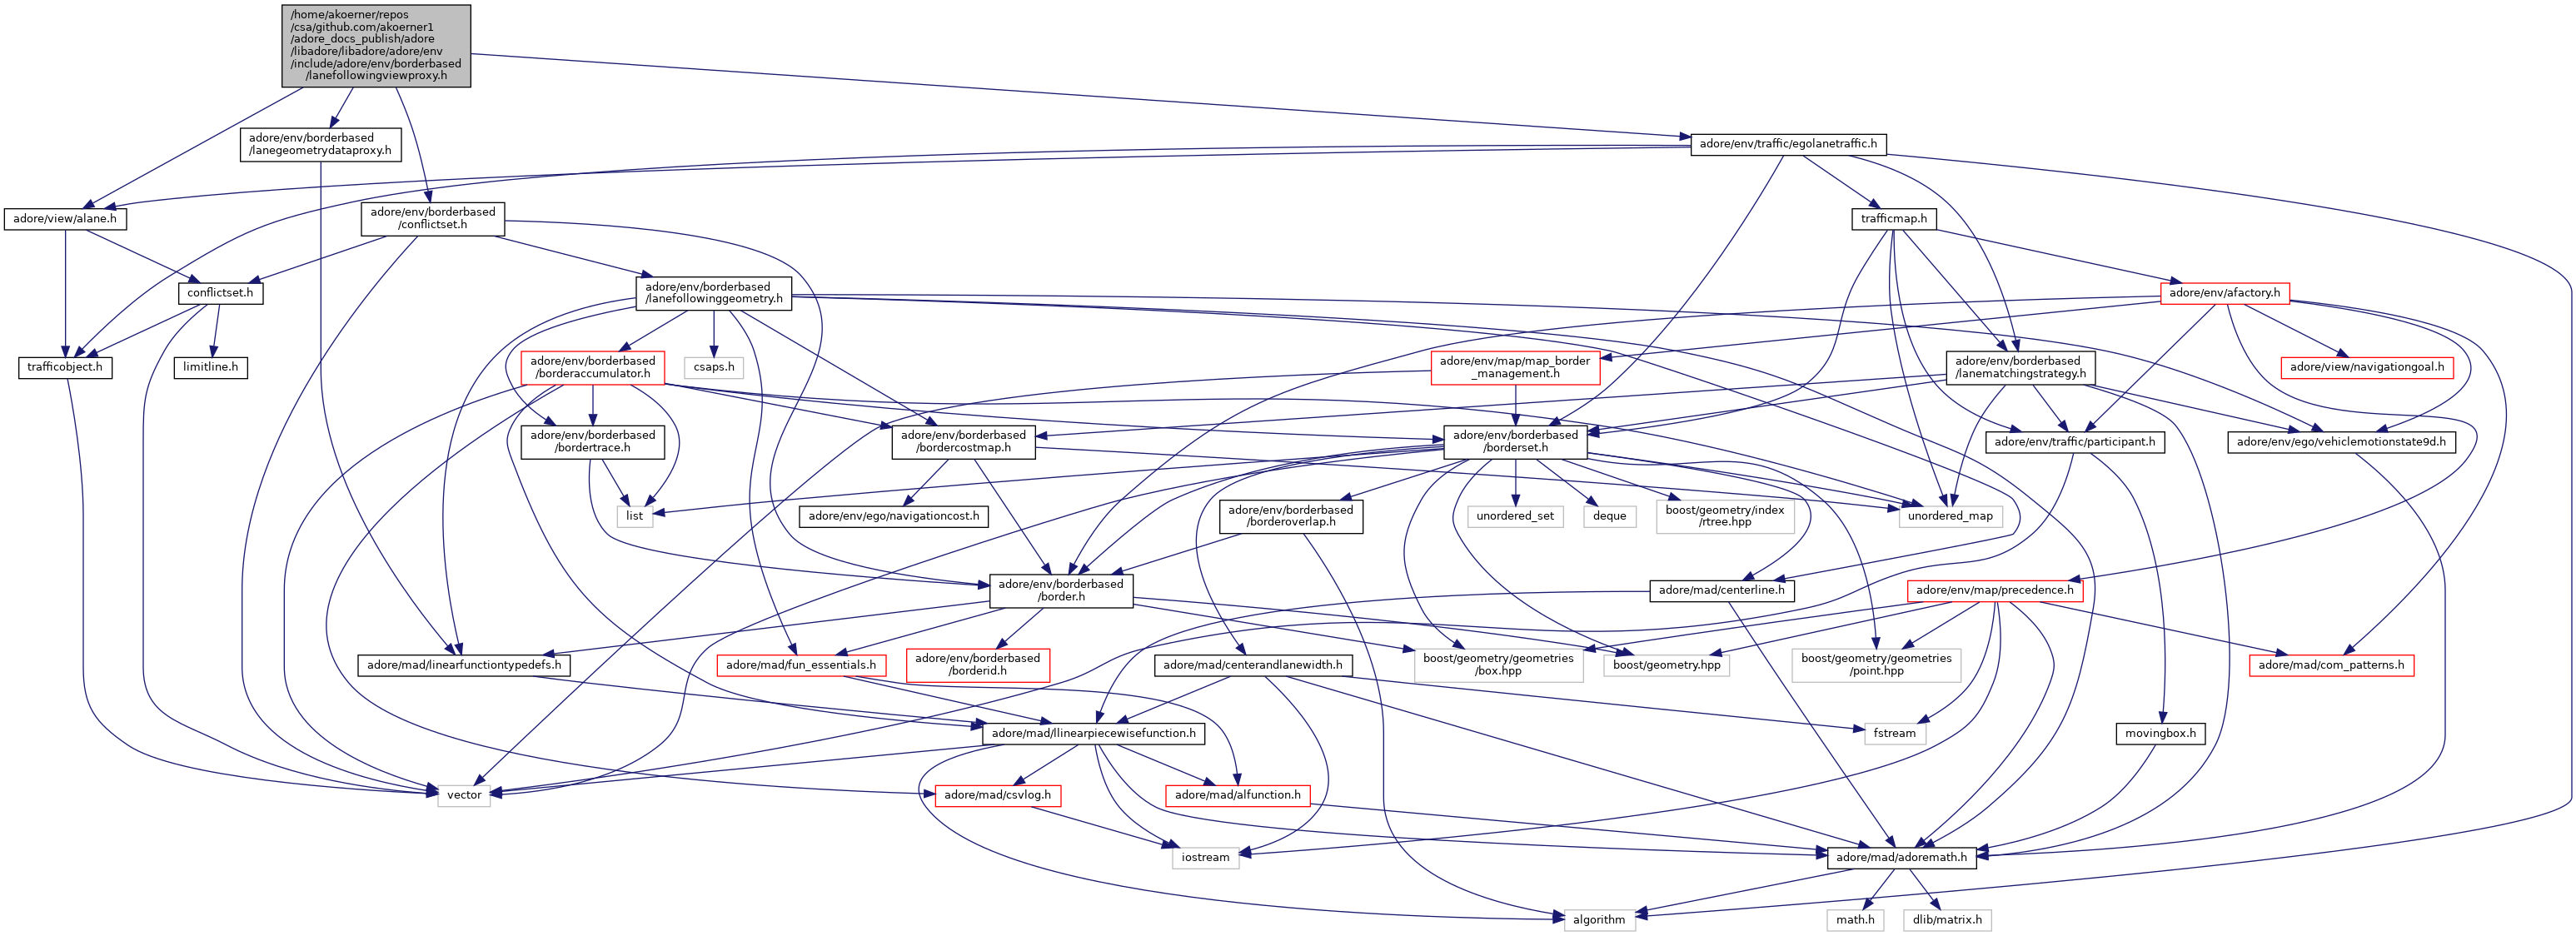 /home/akoerner/repos
/csa/github.com/akoerner1
/adore_docs_publish/adore
/libadore/libadore/adore/env
/include/adore/env/borderbased
/lanefollowingviewproxy.h
adore/env/borderbased
/lanegeometrydataproxy.h
adore/env/traffic/egolanetraffic.h
adore/view/alane.h
adore/env/borderbased
/conflictset.h
trafficmap.h
conflictset.h
adore/env/borderbased
/lanefollowinggeometry.h
adore/env/afactory.h
trafficobject.h
limitline.h
adore/env/borderbased
/borderaccumulator.h
csaps.h
adore/env/map/map_border
_management.h
adore/env/borderbased
/lanematchingstrategy.h
adore/view/navigationgoal.h
adore/env/borderbased
/bordertrace.h
adore/env/borderbased
/bordercostmap.h
adore/env/borderbased
/borderset.h
adore/env/traffic/participant.h
adore/env/ego/vehiclemotionstate9d.h
list
adore/env/ego/navigationcost.h
adore/env/borderbased
/borderoverlap.h
unordered_set
deque
boost/geometry/index
/rtree.hpp
unordered_map
adore/env/borderbased
/border.h
adore/mad/centerline.h
adore/env/map/precedence.h
adore/mad/linearfunctiontypedefs.h
adore/mad/fun_essentials.h
adore/env/borderbased
/borderid.h
adore/mad/centerandlanewidth.h
boost/geometry/geometries
/box.hpp
boost/geometry.hpp
boost/geometry/geometries
/point.hpp
adore/mad/com_patterns.h
adore/mad/llinearpiecewisefunction.h
fstream
movingbox.h
vector
adore/mad/csvlog.h
adore/mad/alfunction.h
iostream
adore/mad/adoremath.h
algorithm
math.h
dlib/matrix.h